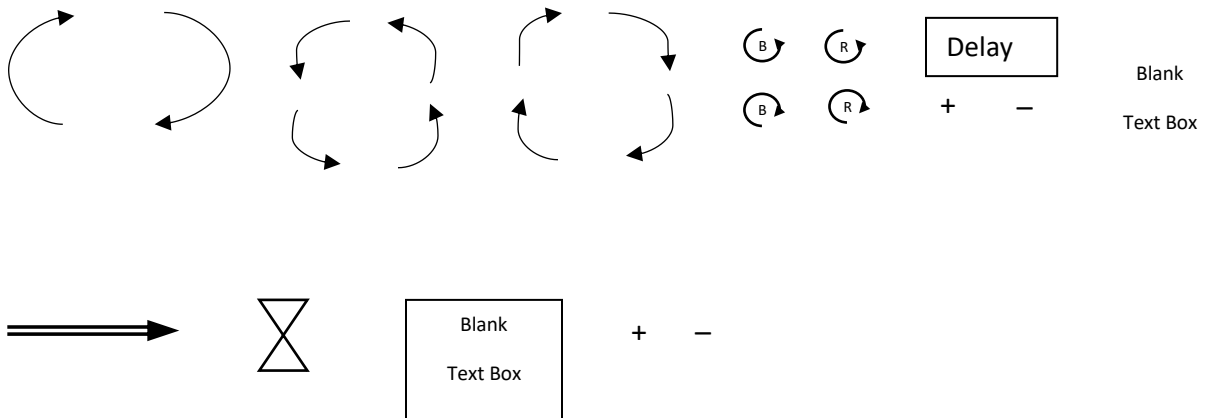 B R Delay
Blank
B R + –
Text Box
Blank + –
Text Box